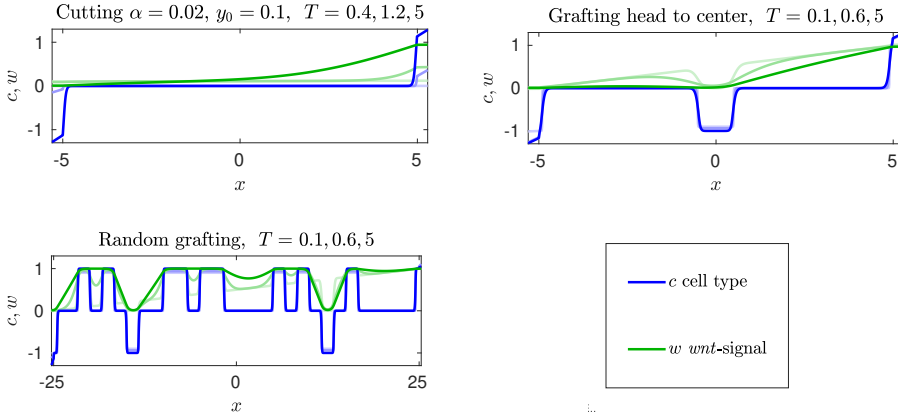 Cutting α = 0.02, y₀ = 0.1, T = 0.4, 1.2, 5
1
0
-1
c, w
-5
0
5
x
Grafting head to center, T = 0.1, 0.6, 5
1
0
-1
c, w
-5
0
5
x
Random grafting, T = 0.1, 0.6, 5
1
0
-1
c, w
-25
0
25
x
c cell type
w wnt-signal